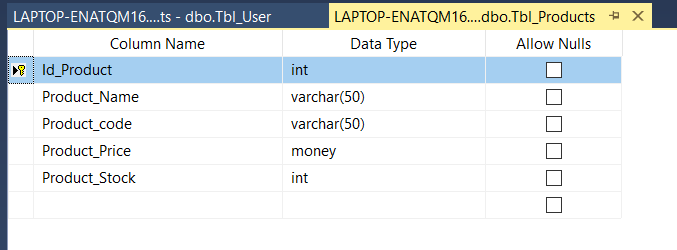 LAPTOP-ENATQM16....ts - dbo.Tbl_User LAPTOP-ENATQM16....dbo.Tbl_Products
Column Name Data Type Allow Nulls
Id_Product int
Product_Name varchar(50)
Product_code varchar(50)
Product_Price money
Product_Stock int